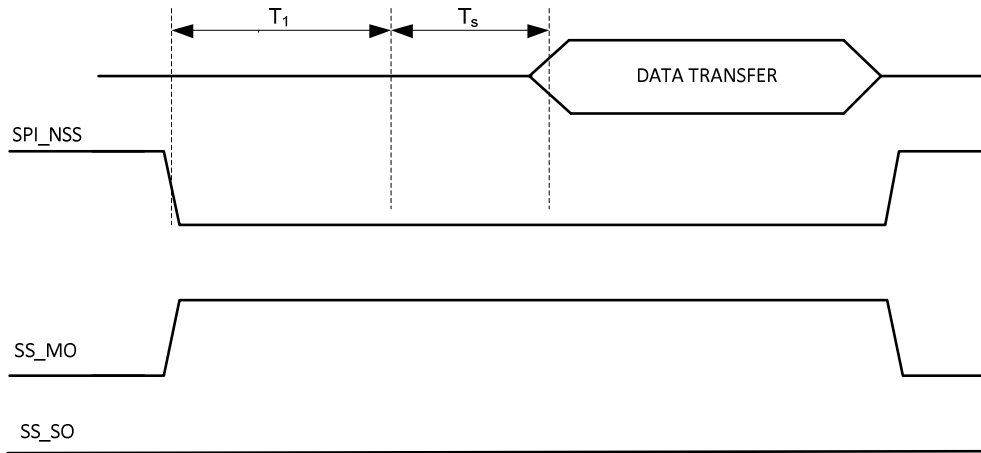 T1 Ts
DATA TRANSFER
SPI_NSS
SS_MO
SS_SO